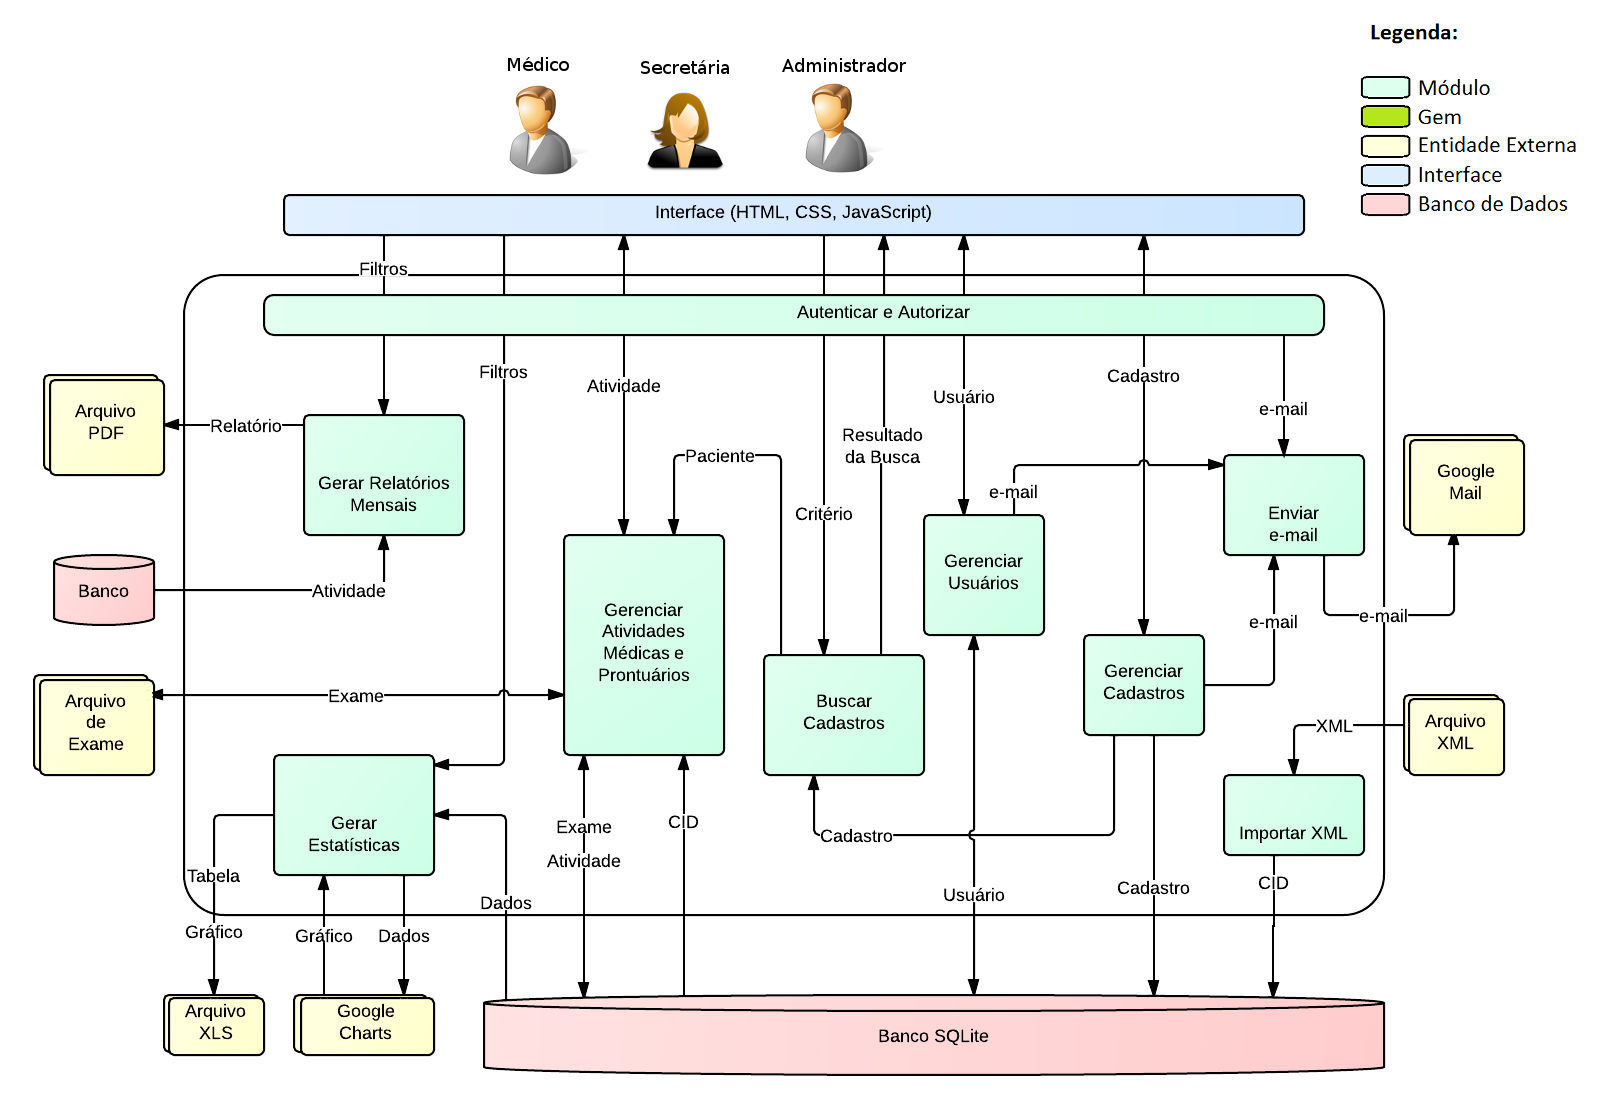 Legenda:
Módulo
Gem
Entidade Externa
Interface
Banco de Dados
Médico
Secretária
Administrador
Interface (HTML, CSS, JavaScript)
Filtros
Autenticar e Autorizar
Filtros
Atividade
Cadastro
Usuário
e-mail
Arquivo
PDF
Relatório
Resultado
da Busca
Paciente
Gerar Relatórios
Mensais
Critério
e-mail
Enviar
e-mail
Google
Mail
Banco
Atividade
Gerenciar
Usuários
Gerenciar
Atividades
Médicas e
Prontuários
e-mail
e-mail
Gerenciar
Cadastros
Arquivo
de
Exame
Exame
Buscar
Cadastros
XML
Arquivo
XML
Gerar
Estatísticas
Exame
Atividade
CID
Cadastro
Importar XML
Tabela
Dados
Usuário
Cadastro
CID
Gráfico
Gráfico
Dados
Arquivo
XLS
Google
Charts
Banco SQLite